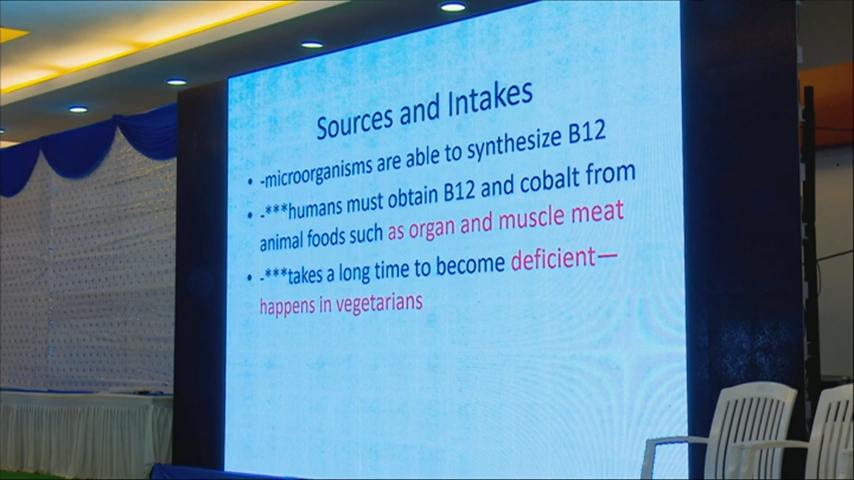 Sources and Intakes
• -microorganisms are able to synthesize B12
• -***humans must obtain B12 and cobalt from
animal foods such as organ and muscle meat
• -***takes a long time to become deficient—
happens in vegetarians